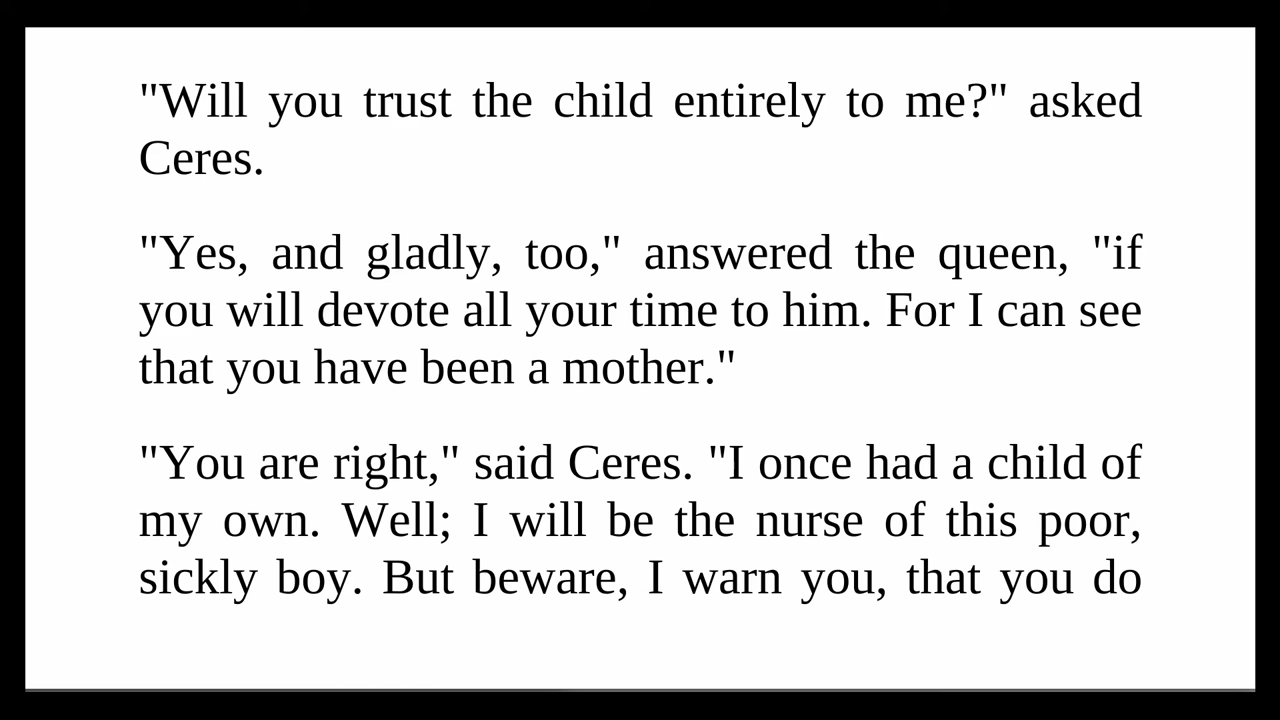 "Will you trust the child entirely to me?" asked
Ceres.
"Yes, and gladly, too," answered the queen, "if
you will devote all your time to him. For I can see
that you have been a mother."
"You are right," said Ceres. "I once had a child of
my own. Well; I will be the nurse of this poor,
sickly boy. But beware, I warn you, that you do